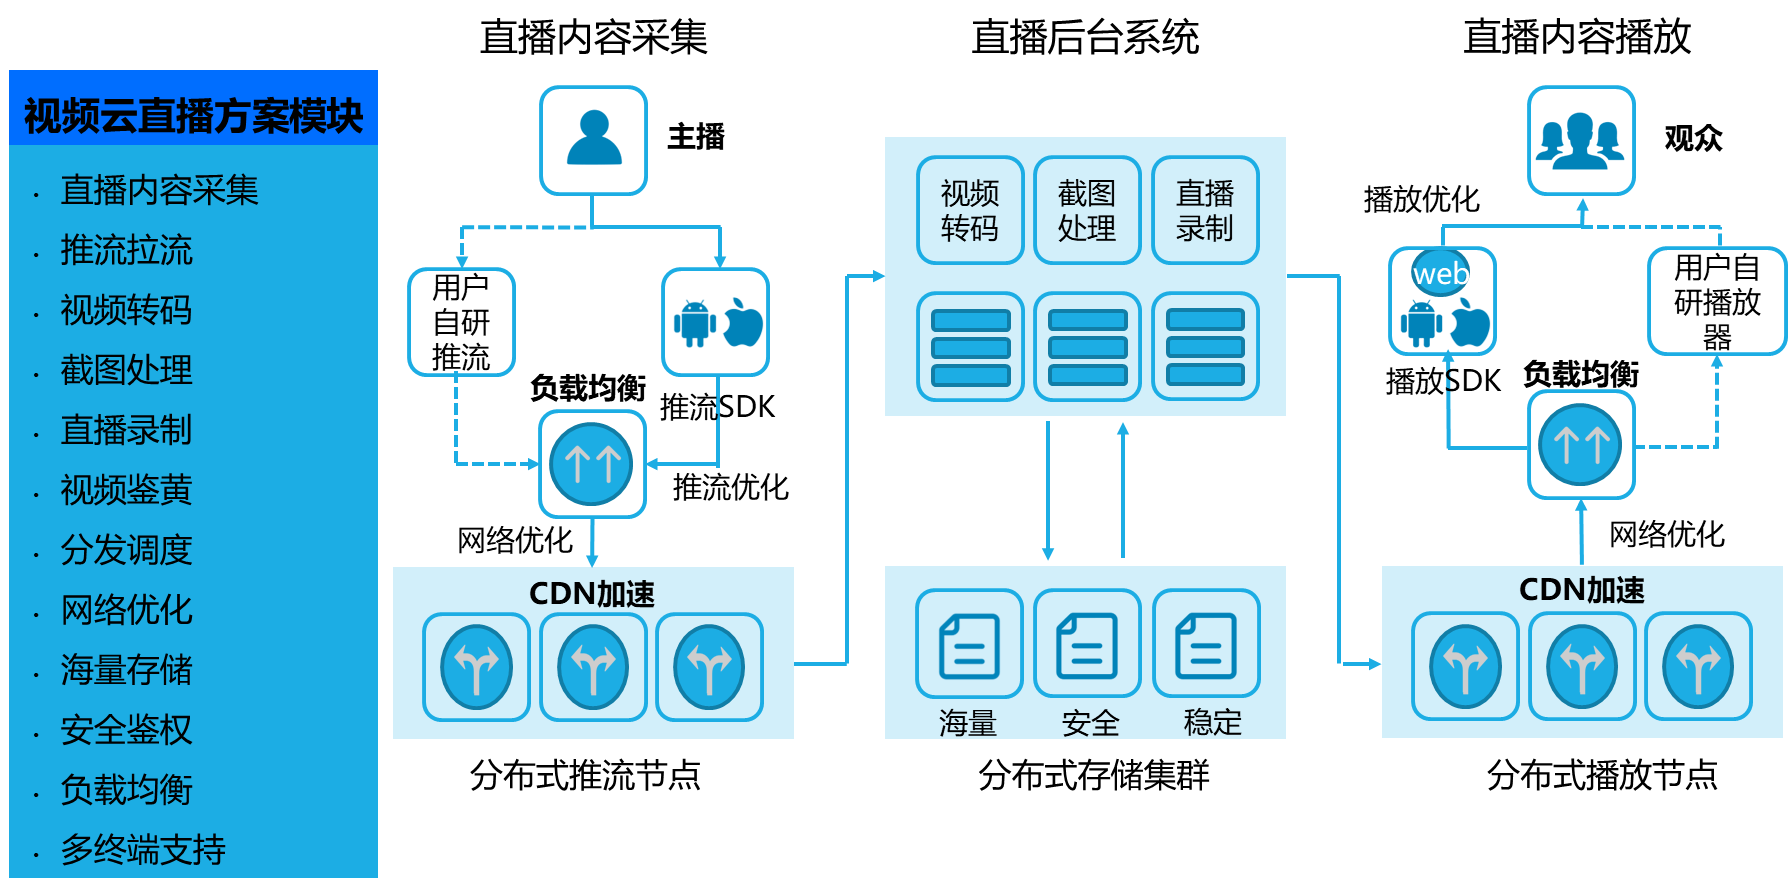 视频云直播方案模块
· 直播内容采集
· 推流拉流
· 视频转码
· 截图处理
· 直播录制
· 视频鉴黄
· 分发调度
· 网络优化
· 海量存储
· 安全鉴权
· 负载均衡
· 多终端支持
直播内容采集
主播
用户
自研
推流
负载均衡
推流SDK
推流优化
网络优化
CDN加速
分布式推流节点
直播后台系统
视频
转码
截图
处理
直播
录制
海量
安全
稳定
分布式存储集群
直播内容播放
观众
播放优化
web
用户自
研播放
器
播放SDK
负载均衡
网络优化
CDN加速
分布式播放节点